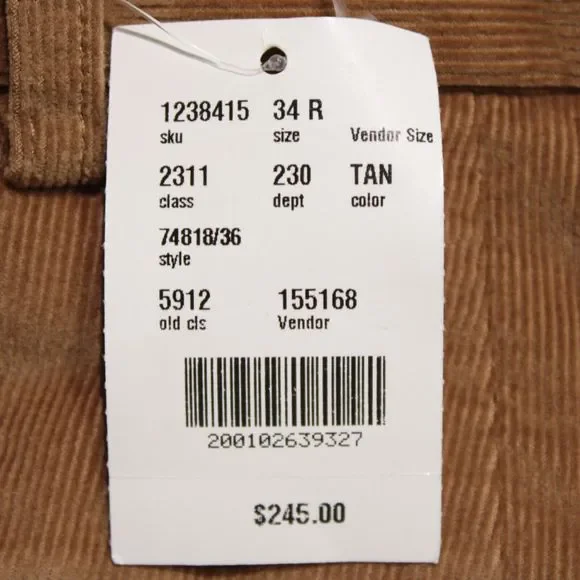 1238415 34 R
sku size Vendor Size
2311 230 TAN
class dept color
74818/36
style
5912 155168
old cls Vendor
200102639327
$245.00